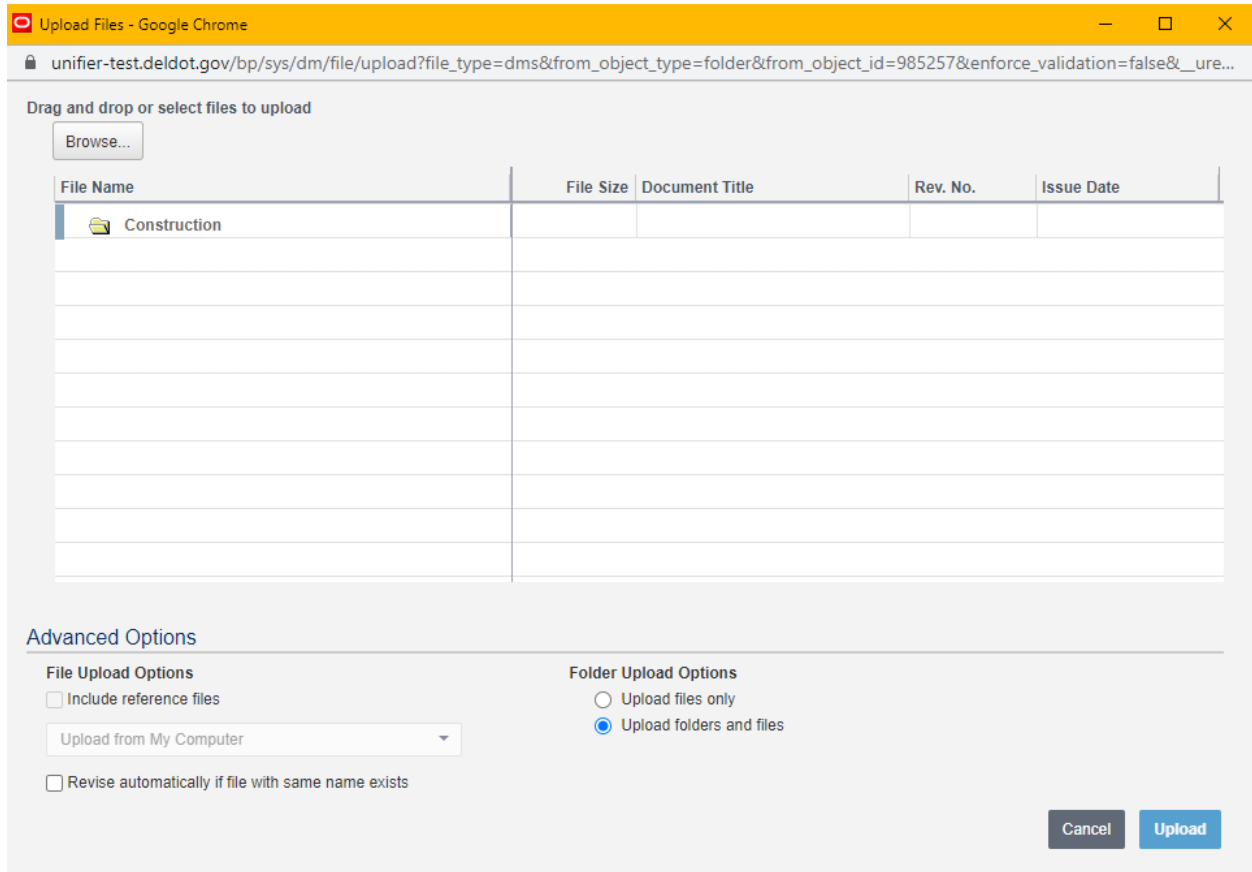 Upload Files - Google Chrome
unifier-test.deldot.gov/bp/sys/dm/file/upload?file_type=dms&from_object_type=folder&from_object_id=985257&enforce_validation=false&__ure...
Drag and drop or select files to upload
Browse...
File Name File Size Document Title Rev. No. Issue Date
Construction
Advanced Options
File Upload Options Folder Upload Options
Include reference files Upload files only
Upload from My Computer Upload folders and files
Revise automatically if file with same name exists
Cancel Upload